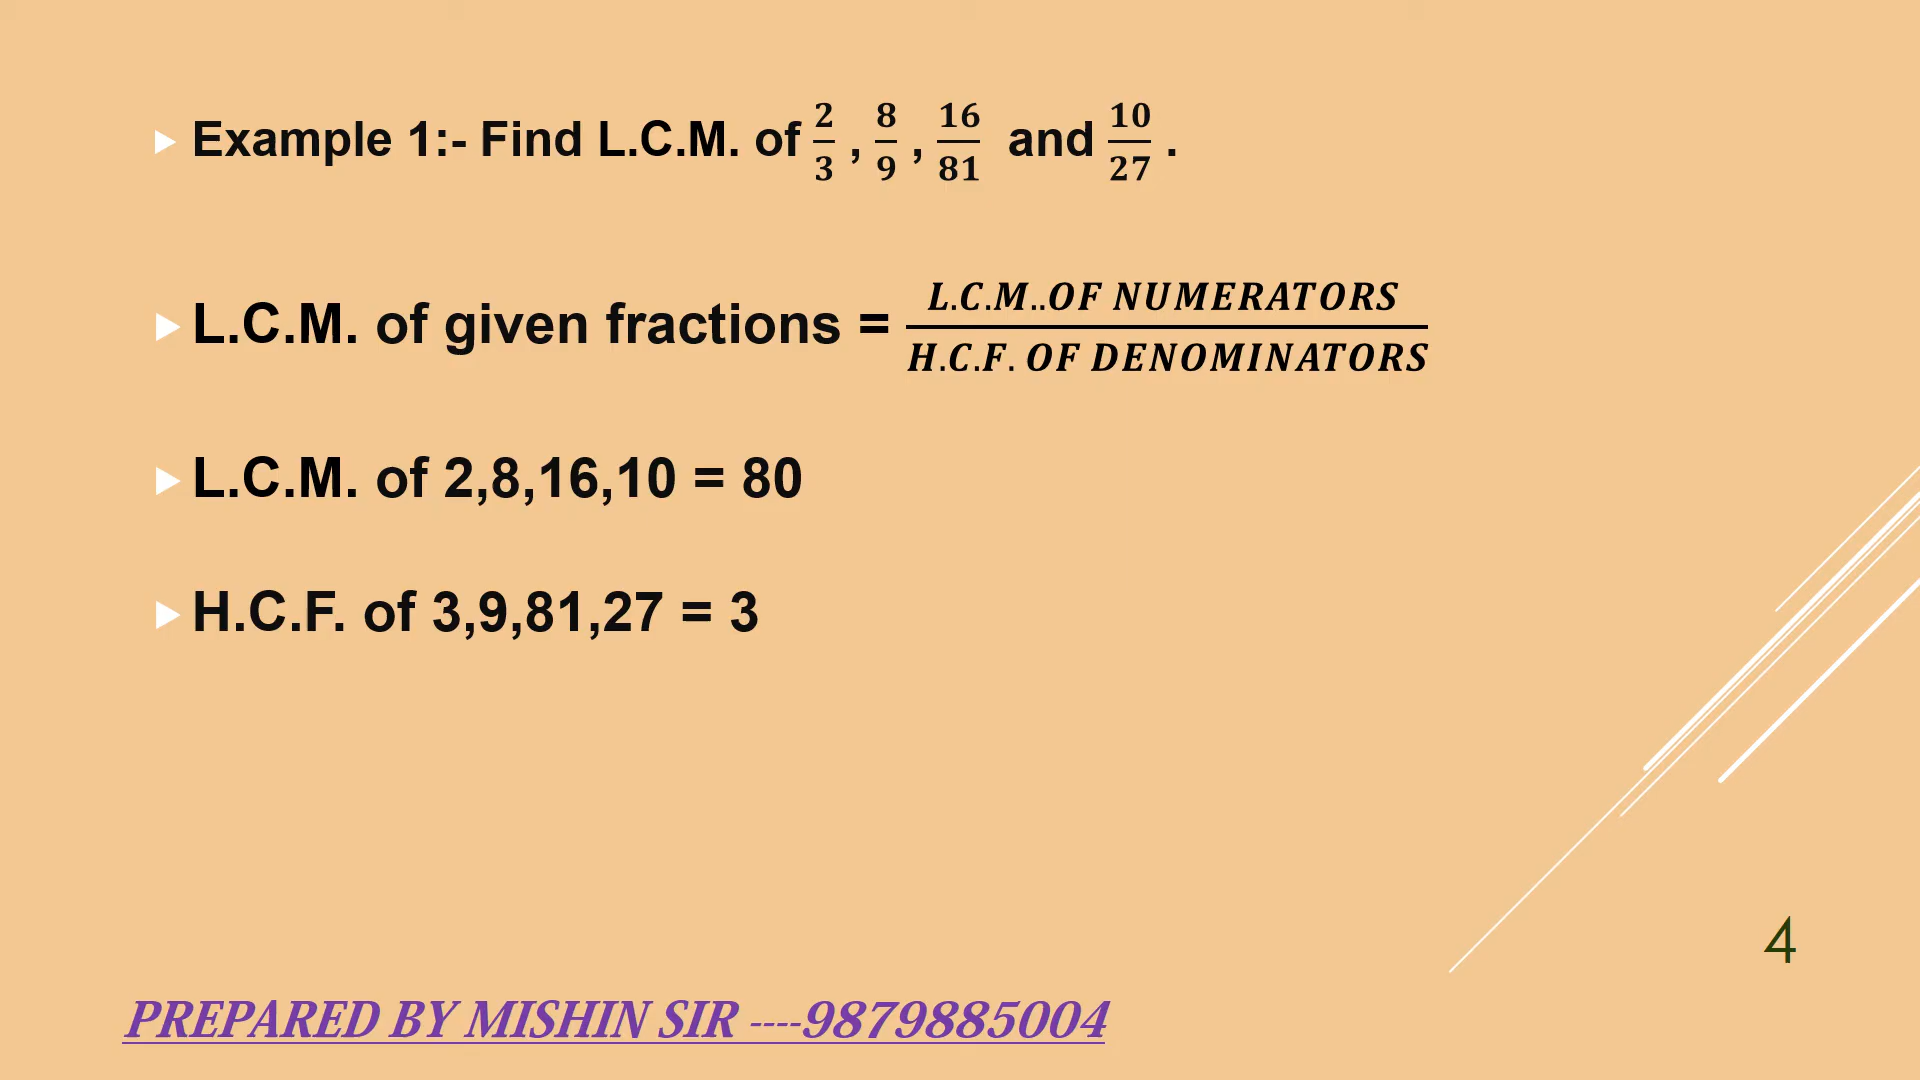 Example 1:- Find L.C.M. of 2/3 , 8/9 , 16/81 and 10/27 .
L.C.M. of given fractions = L.C.M..OF NUMERATORS / H.C.F. OF DENOMINATORS
L.C.M. of 2,8,16,10 = 80
H.C.F. of 3,9,81,27 = 3
4
PREPARED BY MISHIN SIR ----9879885004